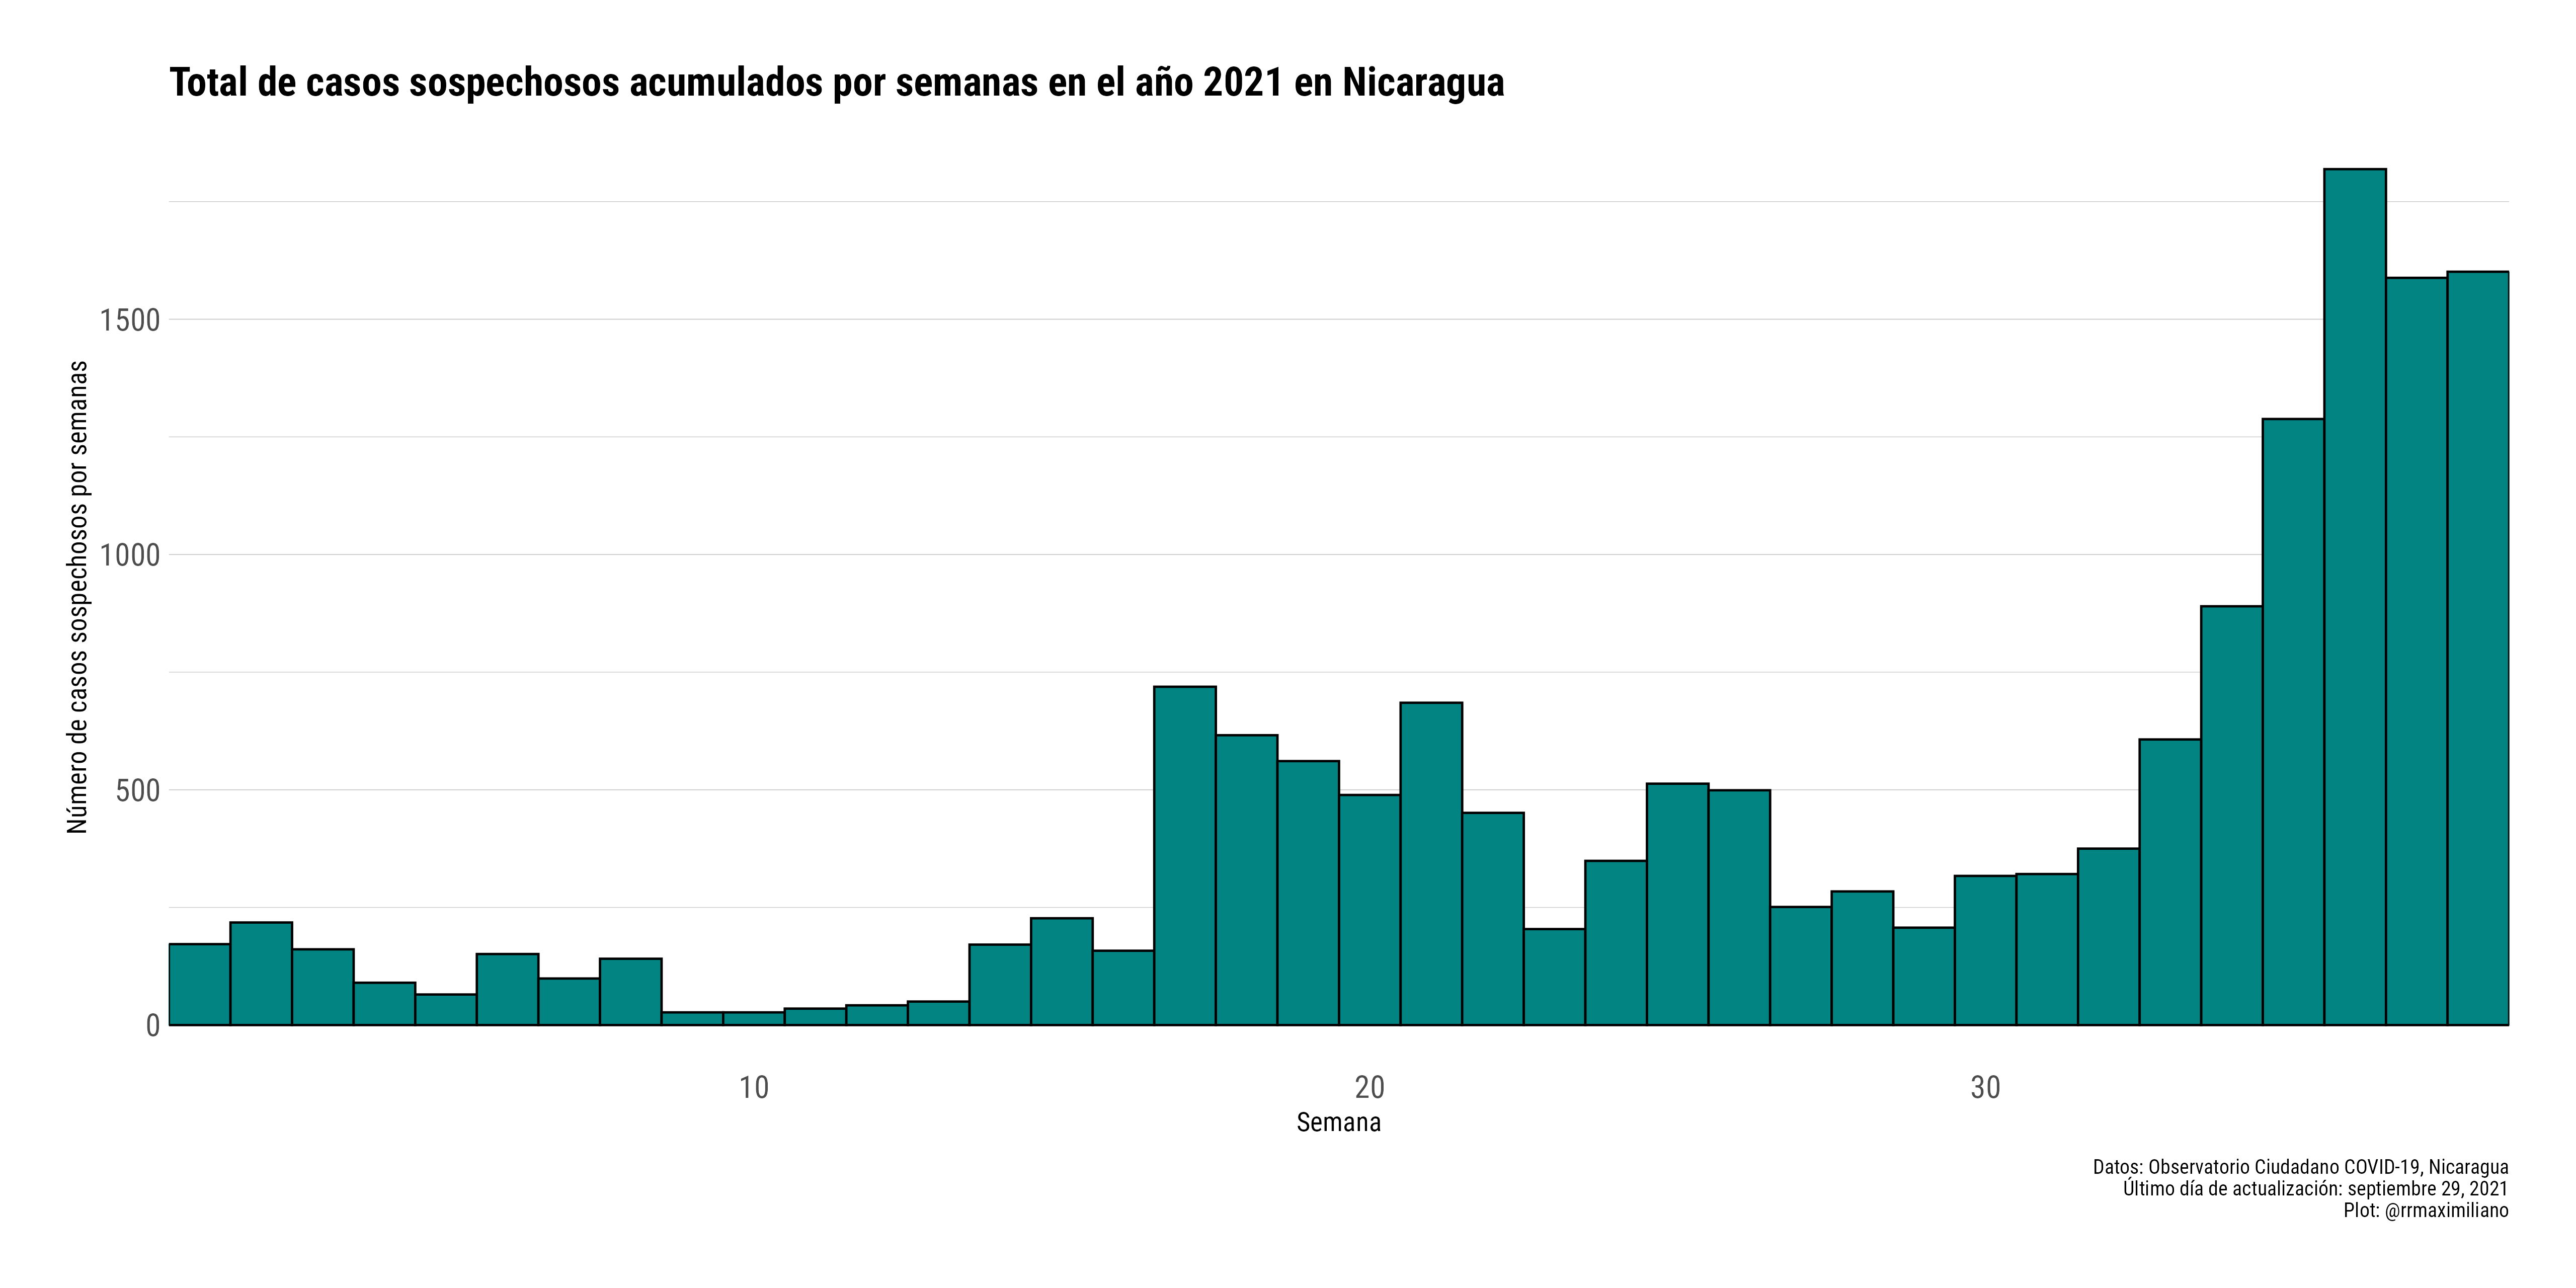 Total de casos sospechosos acumulados por semanas en el año 2021 en Nicaragua
Número de casos sospechosos por semanas
1500
1000
500
0
10
20
30
Semana
Datos: Observatorio Ciudadano COVID-19, Nicaragua
Último día de actualización: septiembre 29, 2021
Plot: @rrmaximiliano